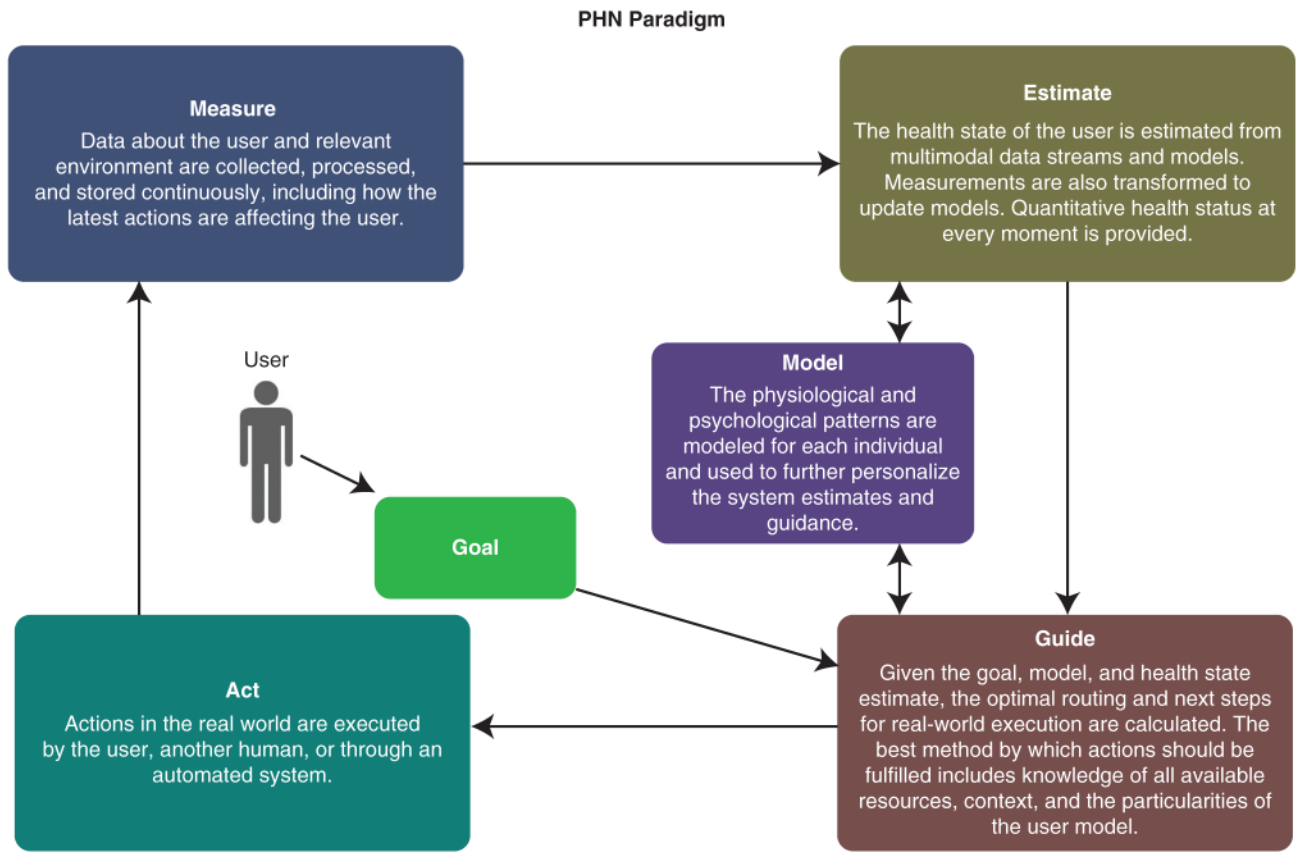 PHN Paradigm
Measure
Data about the user and relevant
environment are collected, processed,
and stored continuously, including how the
latest actions are affecting the user.
Estimate
The health state of the user is estimated from
multimodal data streams and models.
Measurements are also transformed to
update models. Quantitative health status at
every moment is provided.
User
Model
The physiological and
psychological patterns are
modeled for each individual
and used to further personalize
the system estimates and
guidance.
Goal
Act
Actions in the real world are executed
by the user, another human, or through an
automated system.
Guide
Given the goal, model, and health state
estimate, the optimal routing and next steps
for real-world execution are calculated. The
best method by which actions should be
fulfilled includes knowledge of all available
resources, context, and the particularities of
the user model.